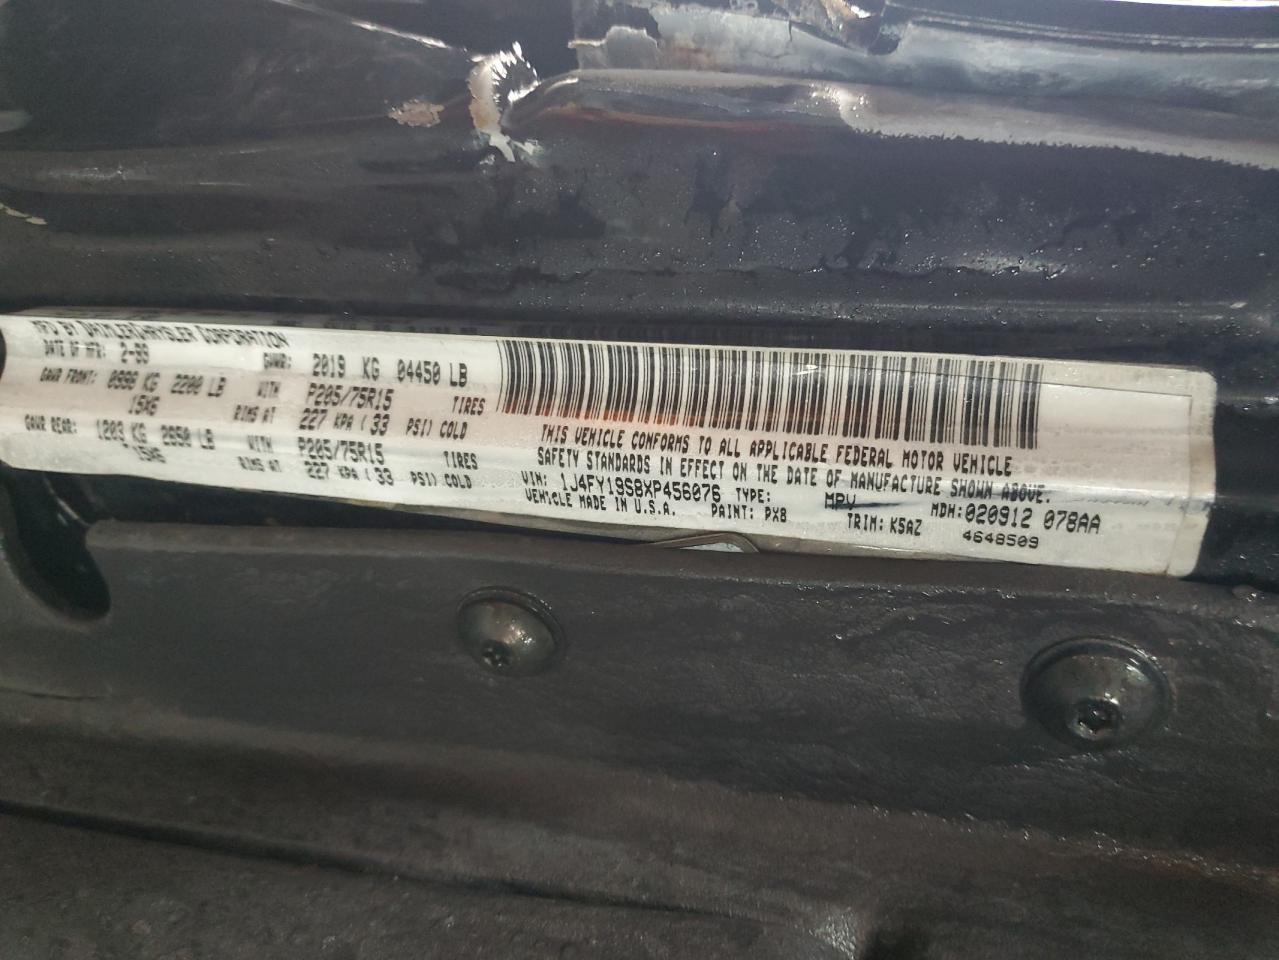 MFD BY DAIMLERCHRYSLER CORPORATION
DATE OF MFR: 2-99 GVWR: 2019 KG 04450 LB
GAWR FRONT: 0998 KG 2200 LB WITH P205/75R15 TIRES
15X6 RIMS AT 227 KPA ( 33 PSI) COLD
GAWR REAR: 1203 KG 2650 LB WITH P205/75R15 TIRES
15X6 RIMS AT 227 KPA ( 33 PSI) COLD
THIS VEHICLE CONFORMS TO ALL APPLICABLE FEDERAL MOTOR VEHICLE
SAFETY STANDARDS IN EFFECT ON THE DATE OF MANUFACTURE SHOWN ABOVE.
VIN: 1J4FY19S8XP456076 TYPE: MPV MDH: 020912 078AA
VEHICLE MADE IN U.S.A. PAINT: PX8 TRIM: K5AZ 4648509